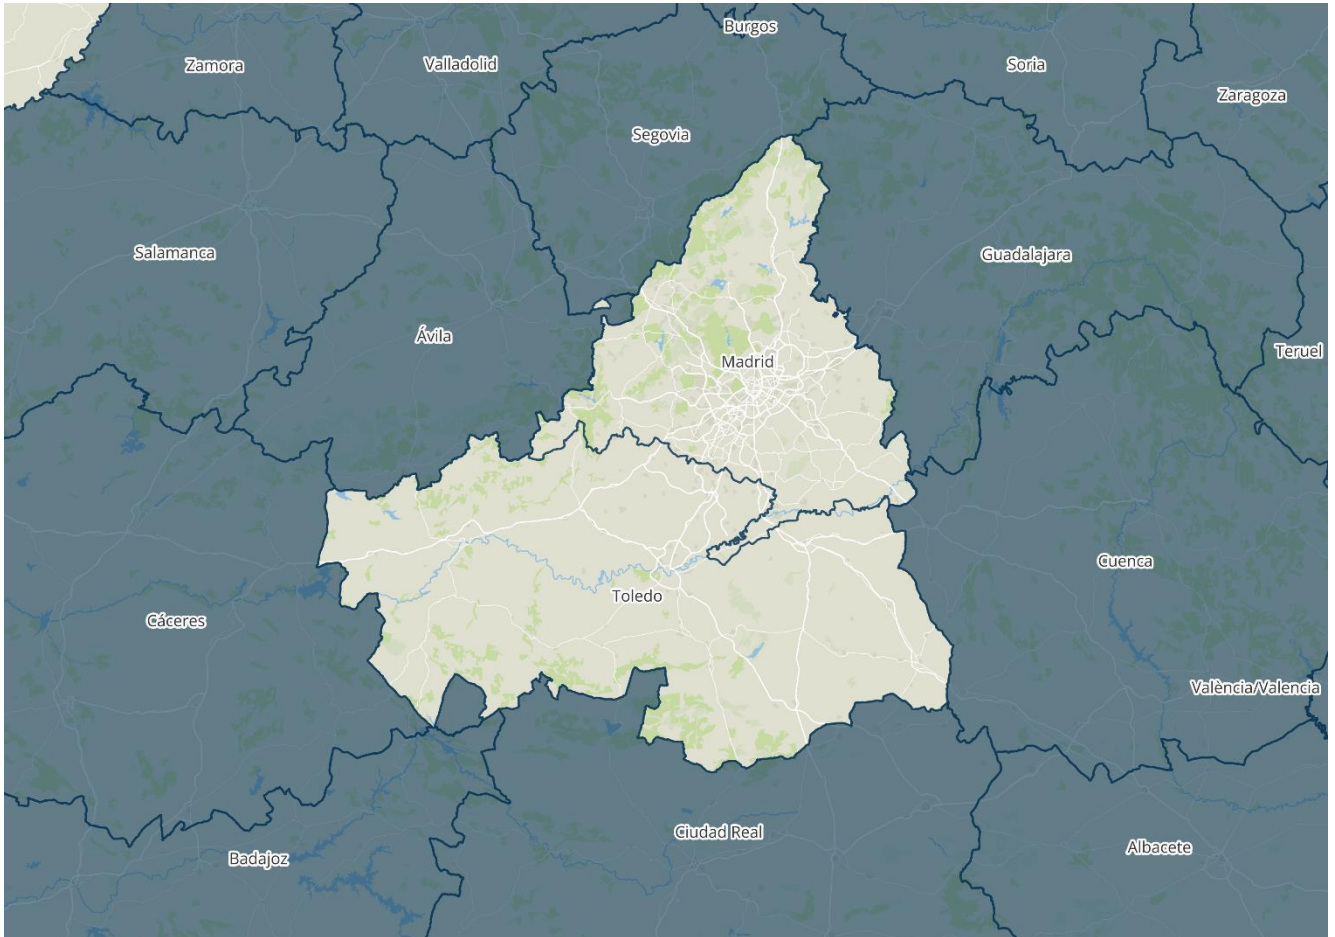 Burgos
Zamora
Valladolid
Soria
Zaragoza
Segovia
Salamanca
Guadalajara
Ávila
Teruel
Madrid
Cuenca
Toledo
Cáceres
València/Valencia
Ciudad Real
Albacete
Badajoz